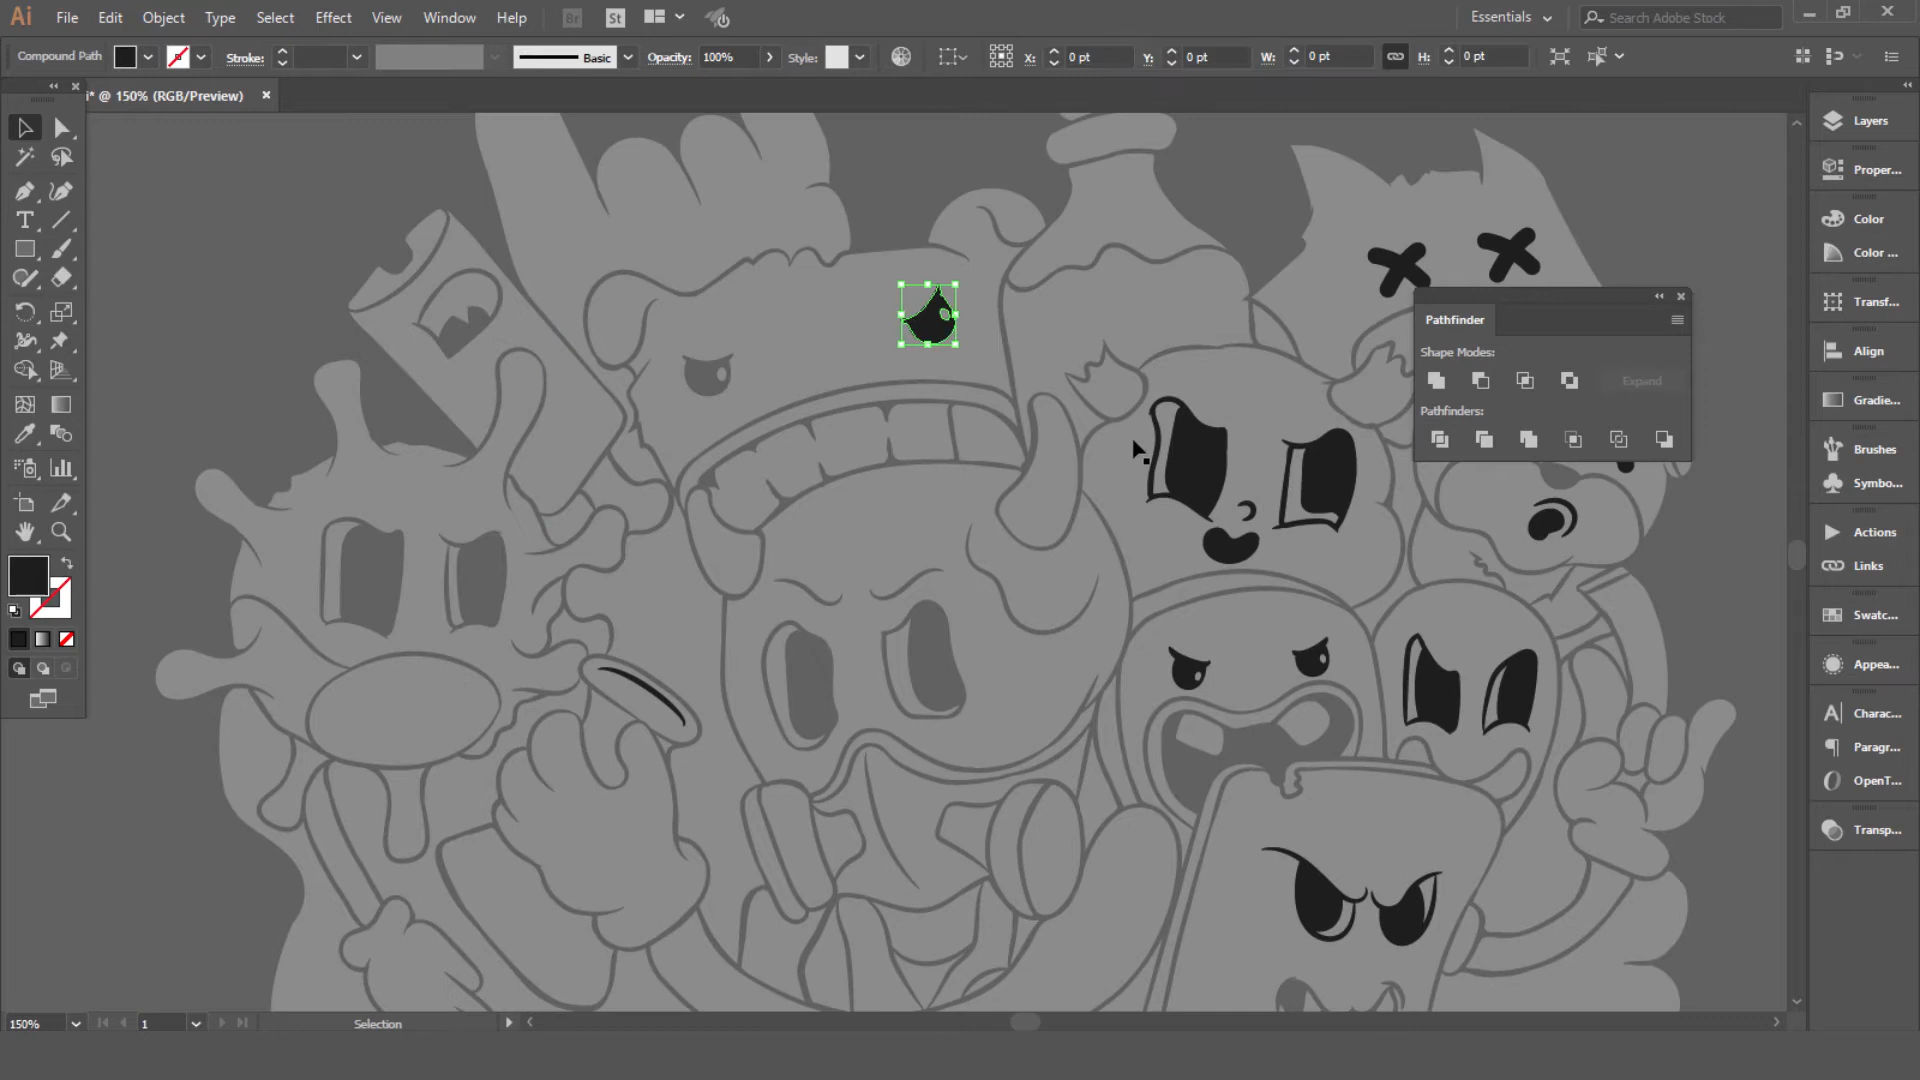 Ai File Edit Object Type Select Effect View Window Help Br St Essentials Search Adobe Stock
Compound Path Stroke: Basic Opacity: 100% Style: X: 0 pt Y: 0 pt W: 0 pt H: 0 pt
i* @ 150% (RGB/Preview) ×
Layers
Proper...
Color
Color ...
Transf...
Align
Gradie...
Brushes
Symbo...
Actions
Links
Swatc...
Appea...
Charac...
Paragr...
OpenT...
Transp...
Pathfinder
Shape Modes:
Expand
Pathfinders:
150% 1 Selection